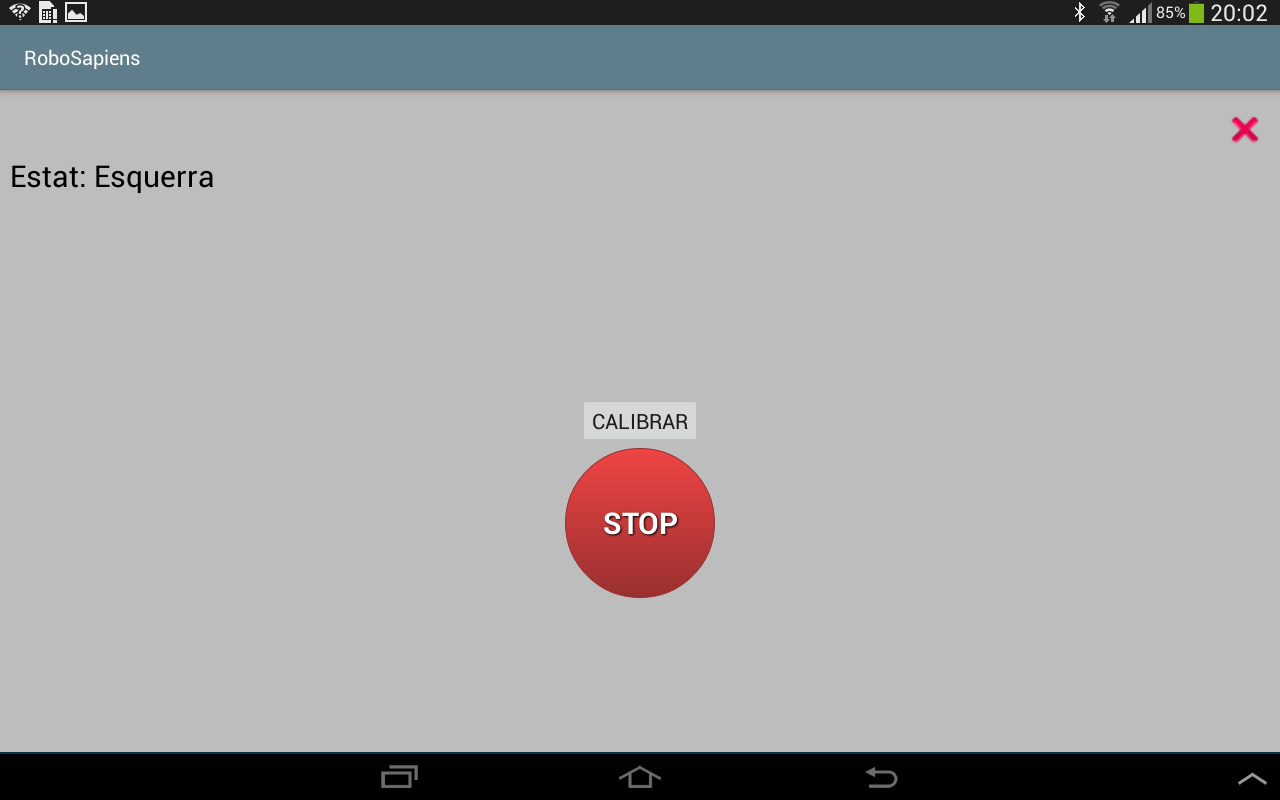 85% 20:02
RoboSapiens
Estat: Esquerra
CALIBRAR
STOP